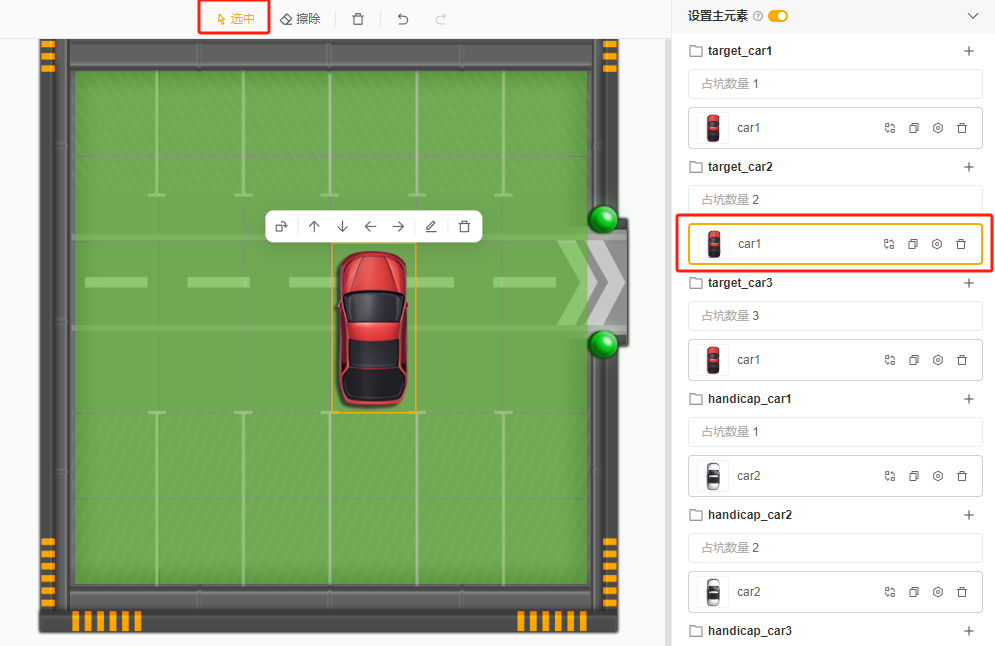 选中
擦除
设置主元素
target_car1
占坑数量 1
car1
target_car2
占坑数量 2
car1
target_car3
占坑数量 3
car1
handicap_car1
占坑数量 1
car2
handicap_car2
占坑数量 2
car2
handicap_car3